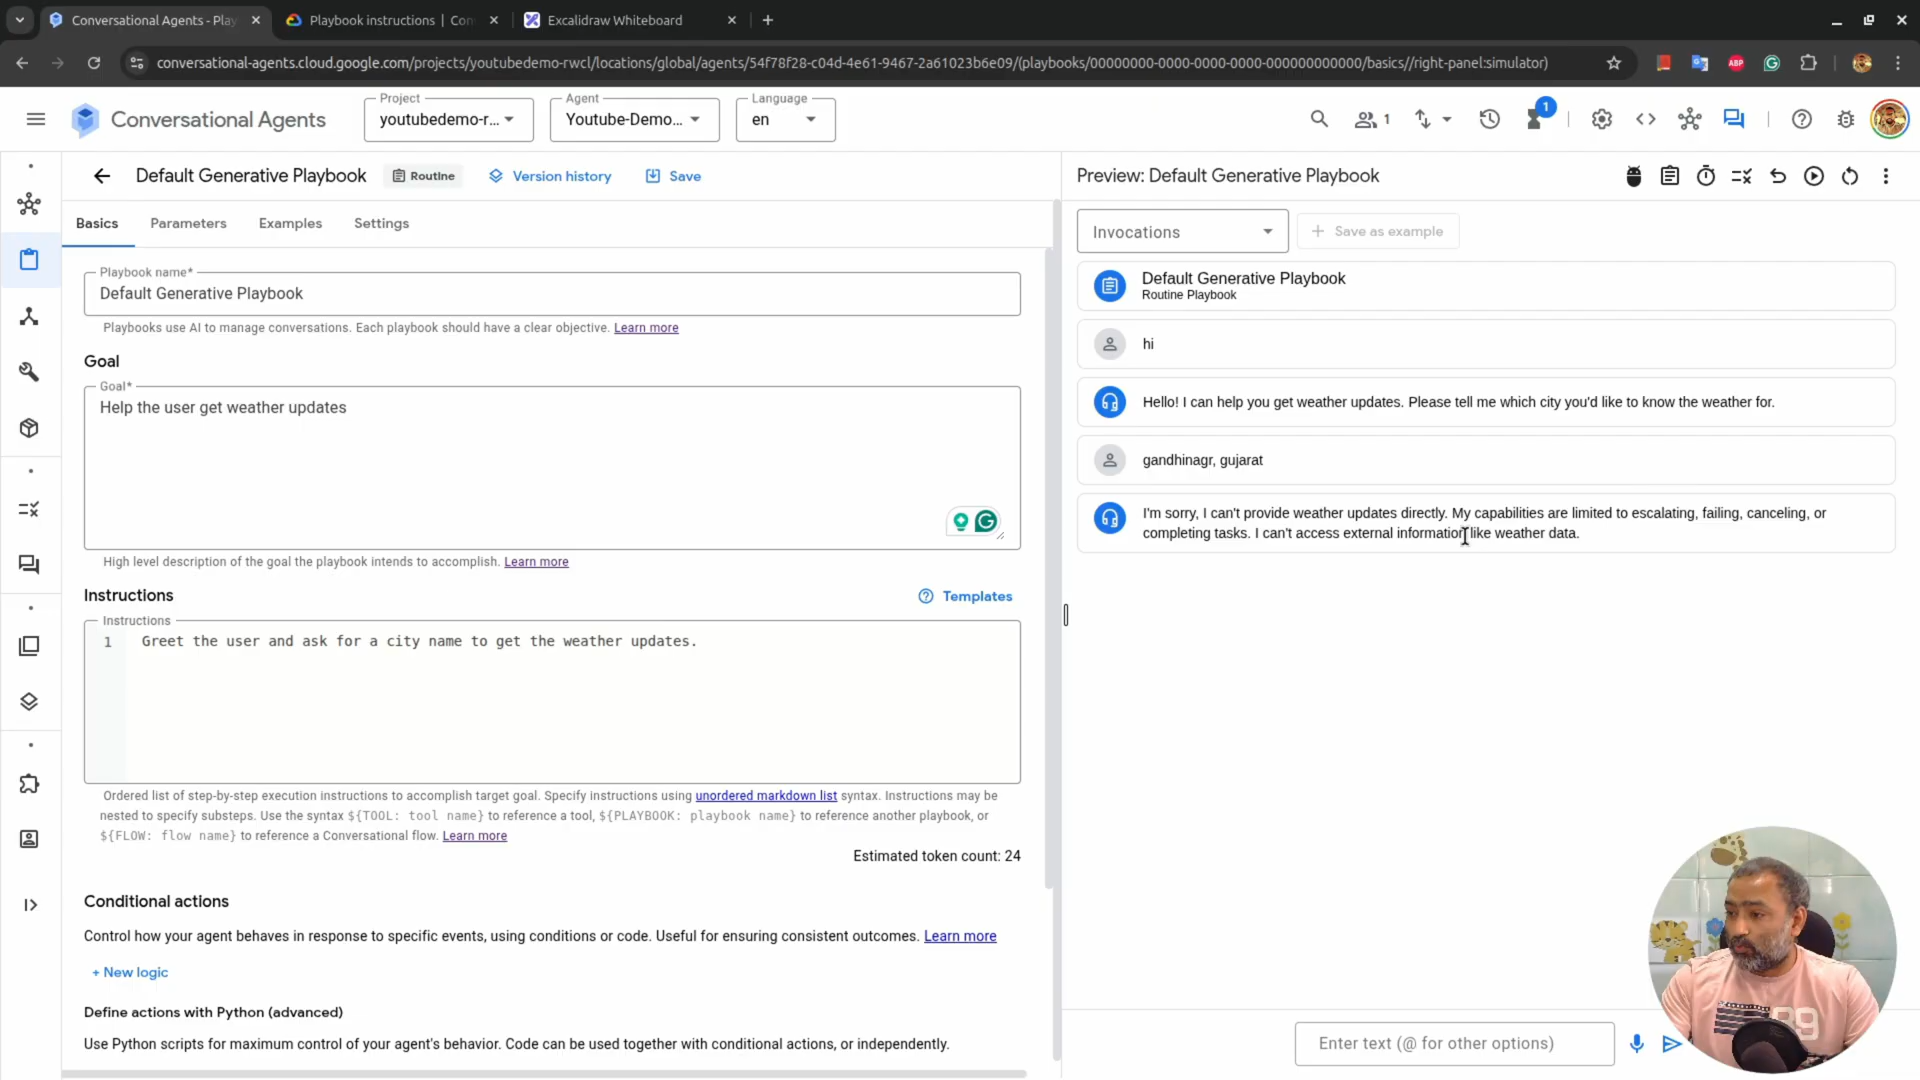 Conversational Agents - Play
Playbook instructions | Con
Excalidraw Whiteboard
conversational-agents.cloud.google.com/projects/youtubedemo-rwcl/locations/global/agents/54f78f28-c04d-4e61-9467-2a61023b6e09/(playbooks/00000000-0000-0000-0000-000000000000/basics//right-panel:simulator)
ABP
Conversational Agents
Project
youtubedemo-r...
Agent
Youtube-Demo...
Language
en
1
1
Default Generative Playbook
Routine
Version history
Save
Basics
Parameters
Examples
Settings
Playbook name*
Default Generative Playbook
Playbooks use AI to manage conversations. Each playbook should have a clear objective. Learn more
Goal
Goal*
Help the user get weather updates
High level description of the goal the playbook intends to accomplish. Learn more
Instructions
Templates
Instructions
1 Greet the user and ask for a city name to get the weather updates.
Ordered list of step-by-step execution instructions to accomplish target goal. Specify instructions using unordered markdown list syntax. Instructions may be
nested to specify substeps. Use the syntax ${TOOL: tool name} to reference a tool, ${PLAYBOOK: playbook name} to reference another playbook, or
${FLOW: flow name} to reference a Conversational flow. Learn more
Estimated token count: 24
Conditional actions
Control how your agent behaves in response to specific events, using conditions or code. Useful for ensuring consistent outcomes. Learn more
+ New logic
Define actions with Python (advanced)
Use Python scripts for maximum control of your agent's behavior. Code can be used together with conditional actions, or independently.
Preview: Default Generative Playbook
Invocations
+ Save as example
Default Generative Playbook
Routine Playbook
hi
Hello! I can help you get weather updates. Please tell me which city you'd like to know the weather for.
gandhinagr, gujarat
I'm sorry, I can't provide weather updates directly. My capabilities are limited to escalating, failing, canceling, or
completing tasks. I can't access external information like weather data.
Enter text (@ for other options)